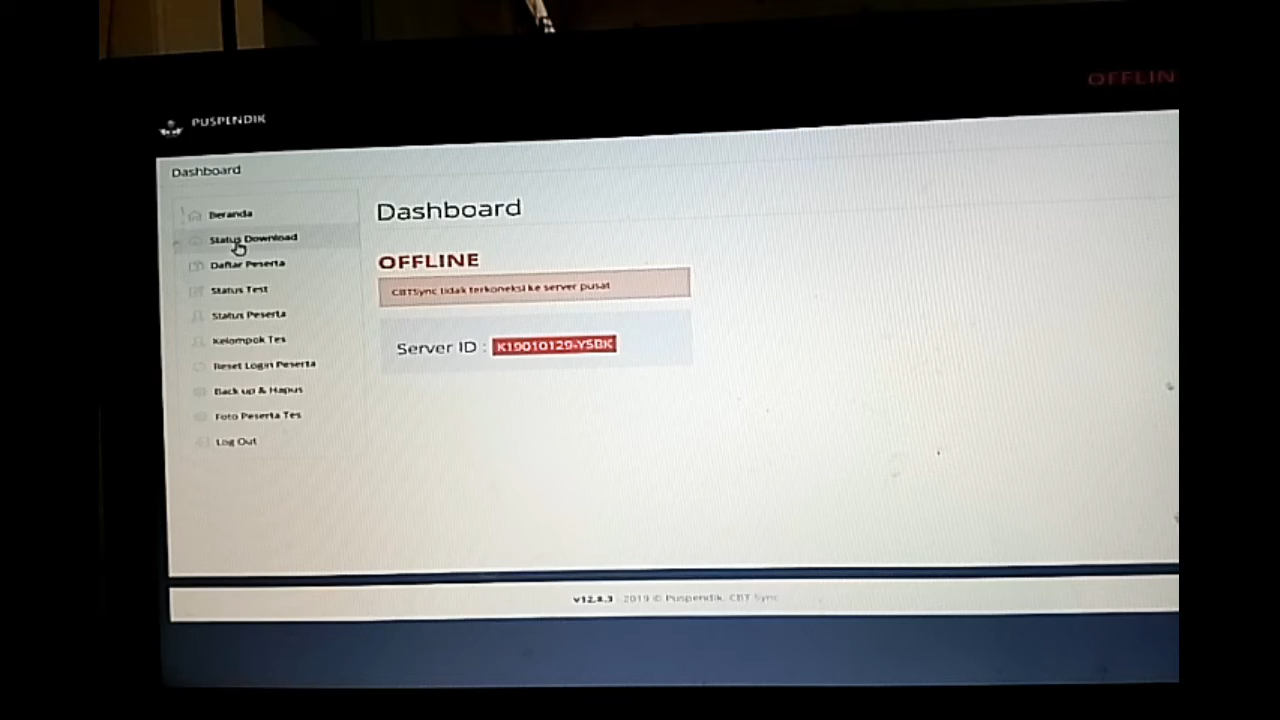 OFFLIN
PUSPENDIK
Dashboard
Beranda
Status Download
Daftar Peserta
Status Test
Status Peserta
Kelompok Tes
Reset Login Peserta
Back up & Hapus
Foto Peserta Tes
Log Out
Dashboard
OFFLINE
CBTSync tidak terkoneksi ke server pusat
Server ID : K19010129-YSBK
v12.8.3 2019 © Puspendik. CBT Sync